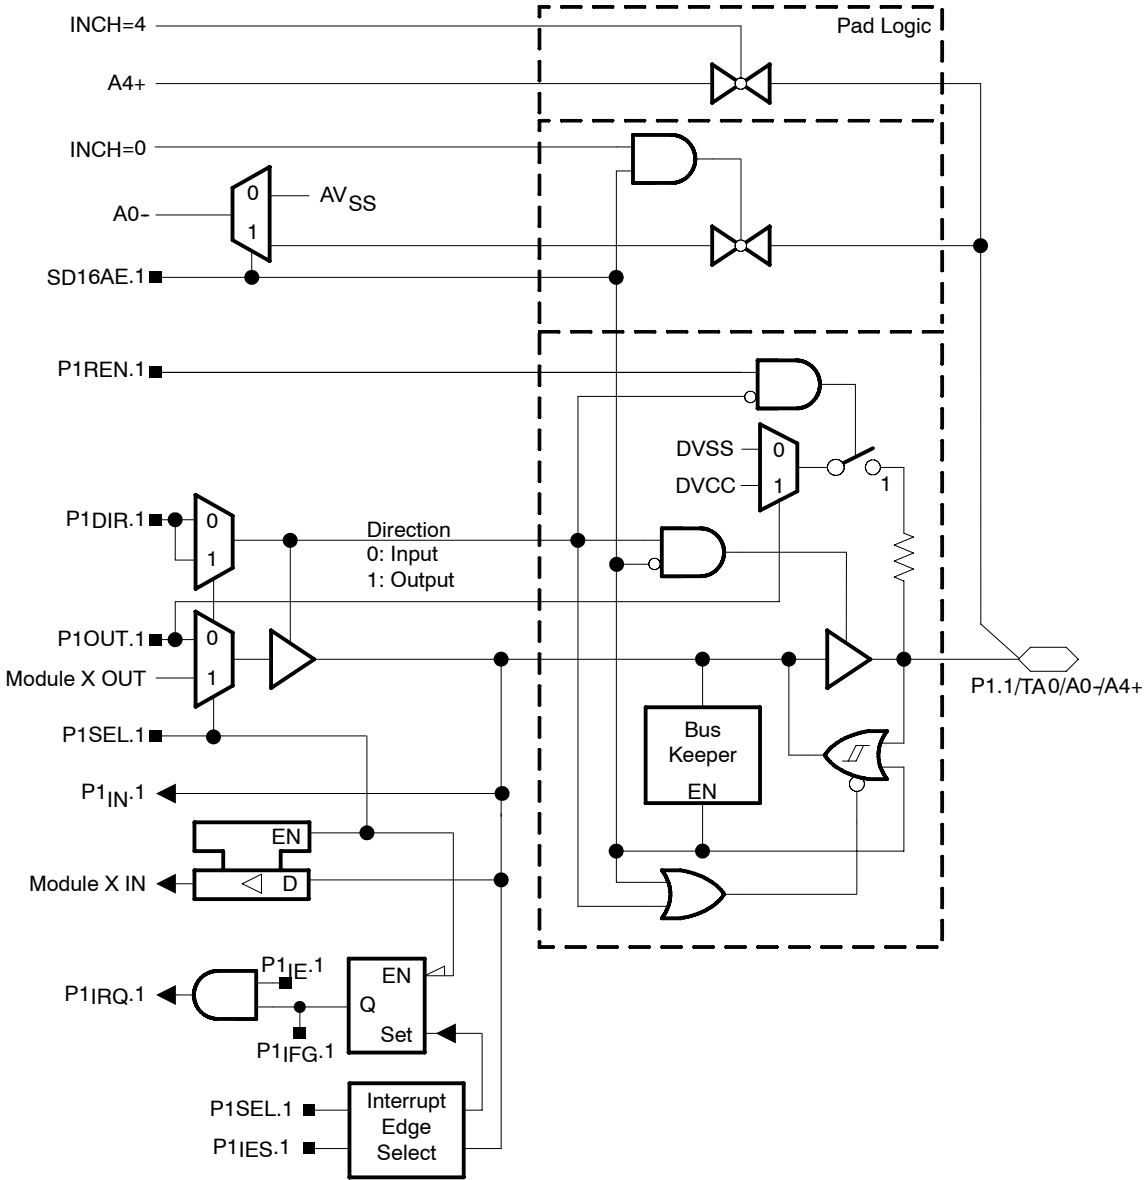 INCH=4
Pad Logic
A4+
INCH=0
0
AVSS
A0-
1
SD16AE.1
P1REN.1
DVSS
0
DVCC
1
1
P1DIR.1
0
1
Direction
0: Input
1: Output
P1OUT.1
0
Module X OUT
1
P1.1/TA0/A0-/A4+
P1SEL.1
Bus
Keeper
EN
P1IN.1
EN
Module X IN
D
P1IE.1
P1IRQ.1
EN
Q
Set
P1IFG.1
P1SEL.1
P1IES.1
Interrupt
Edge
Select